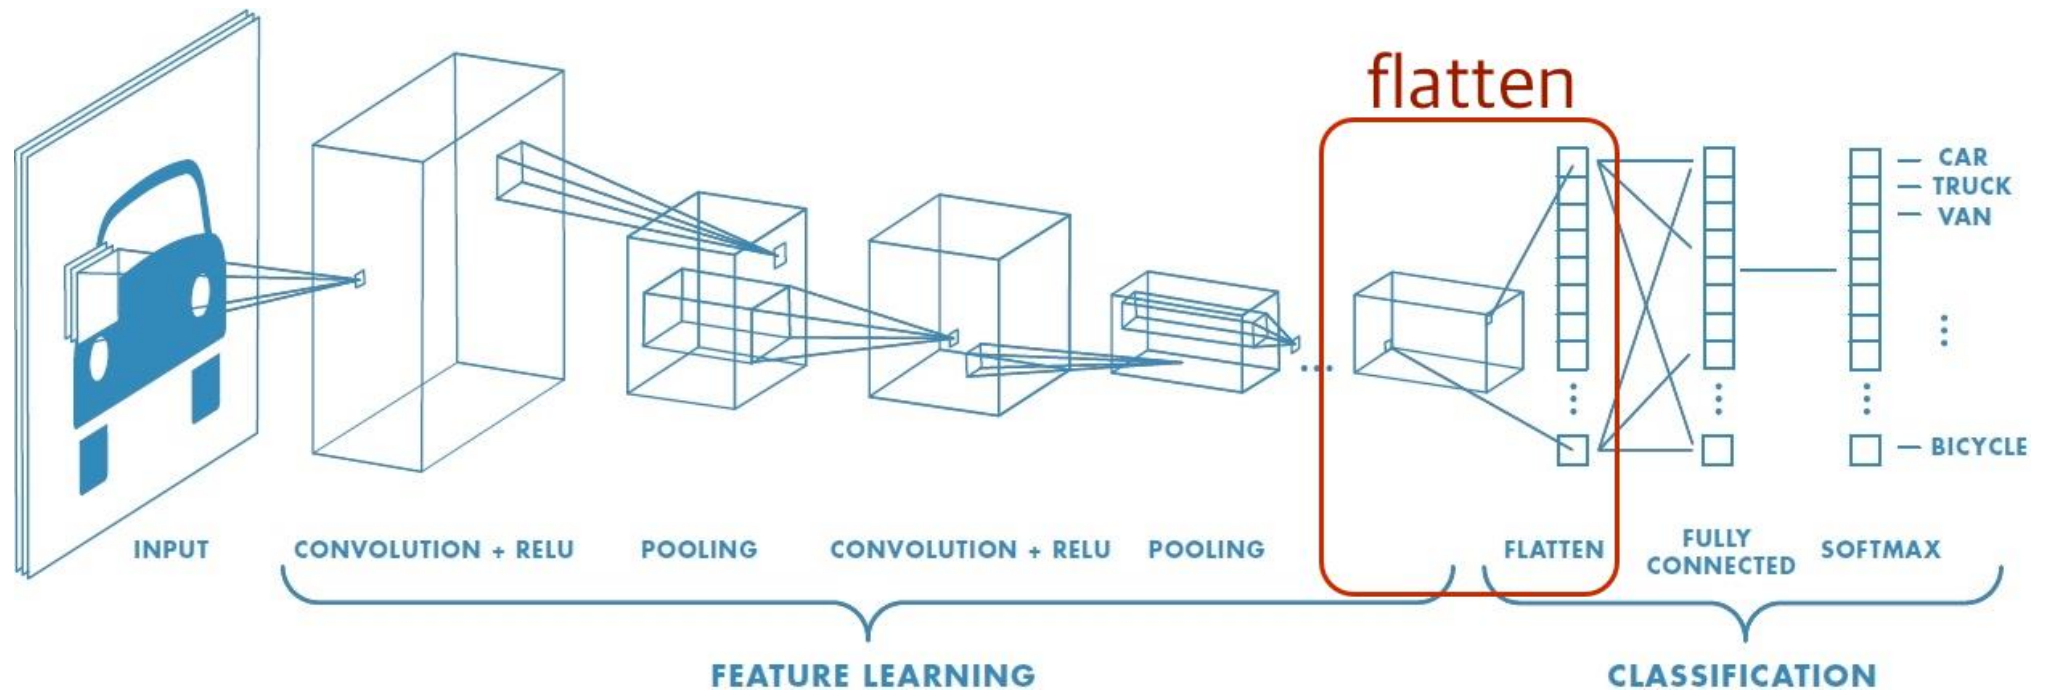 flatten
CAR
TRUCK
VAN
BICYCLE
INPUT
CONVOLUTION + RELU
POOLING
CONVOLUTION + RELU
POOLING
FLATTEN
FULLY
CONNECTED
SOFTMAX
FEATURE LEARNING
CLASSIFICATION